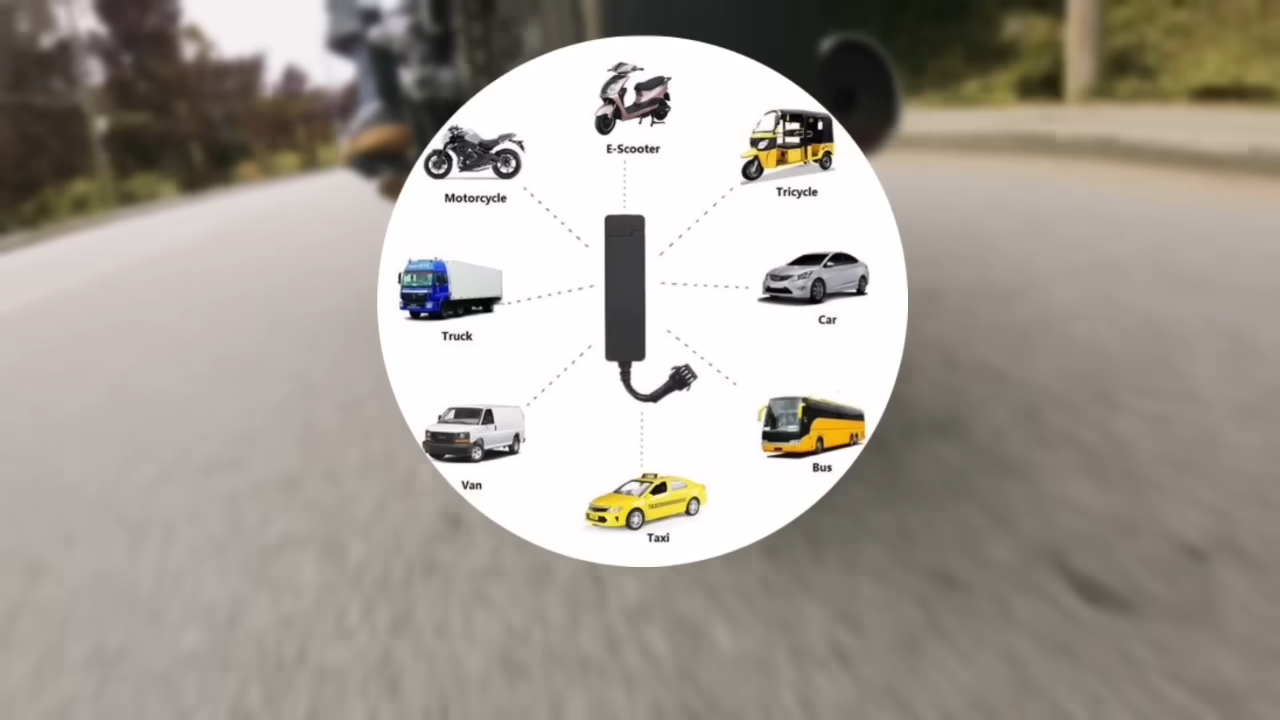 E-Scooter
Motorcycle
Tricycle
Truck
Car
Van
Bus
Taxi